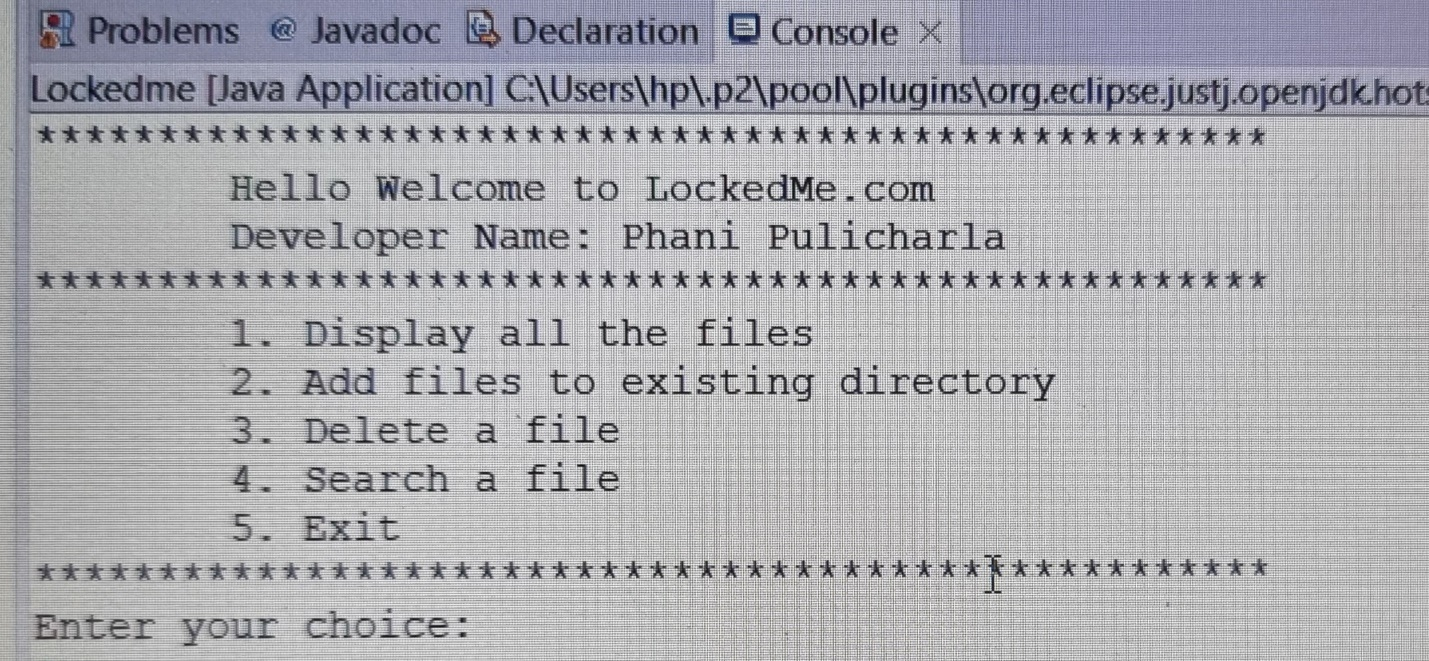 Problems @ Javadoc Declaration Console
Lockedme [Java Application] C:\Users\hp\.p2\pool\plugins\org.eclipse.justj.openjdk.hots
***************************************************
Hello Welcome to LockedMe.com
Developer Name: Phani Pulicharla
***************************************************
1. Display all the files
2. Add files to existing directory
3. Delete a file
4. Search a file
5. Exit
***************************************************
Enter your choice: